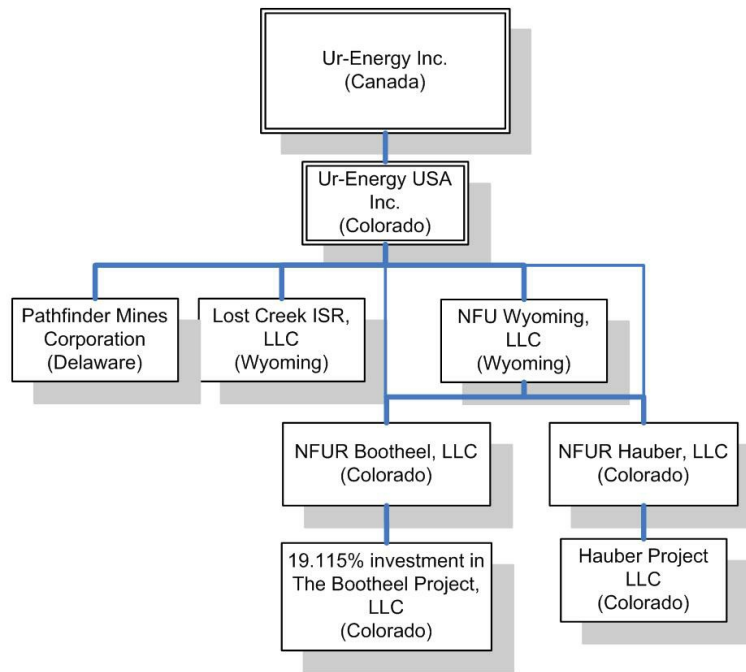 Ur-Energy Inc.
(Canada)
Ur-Energy USA
Inc.
(Colorado)
Pathfinder Mines
Corporation
(Delaware)
Lost Creek ISR,
LLC
(Wyoming)
NFU Wyoming,
LLC
(Wyoming)
NFUR Bootheel, LLC
(Colorado)
NFUR Hauber, LLC
(Colorado)
19.115% investment in
The Bootheel Project,
LLC
(Colorado)
Hauber Project
LLC
(Colorado)